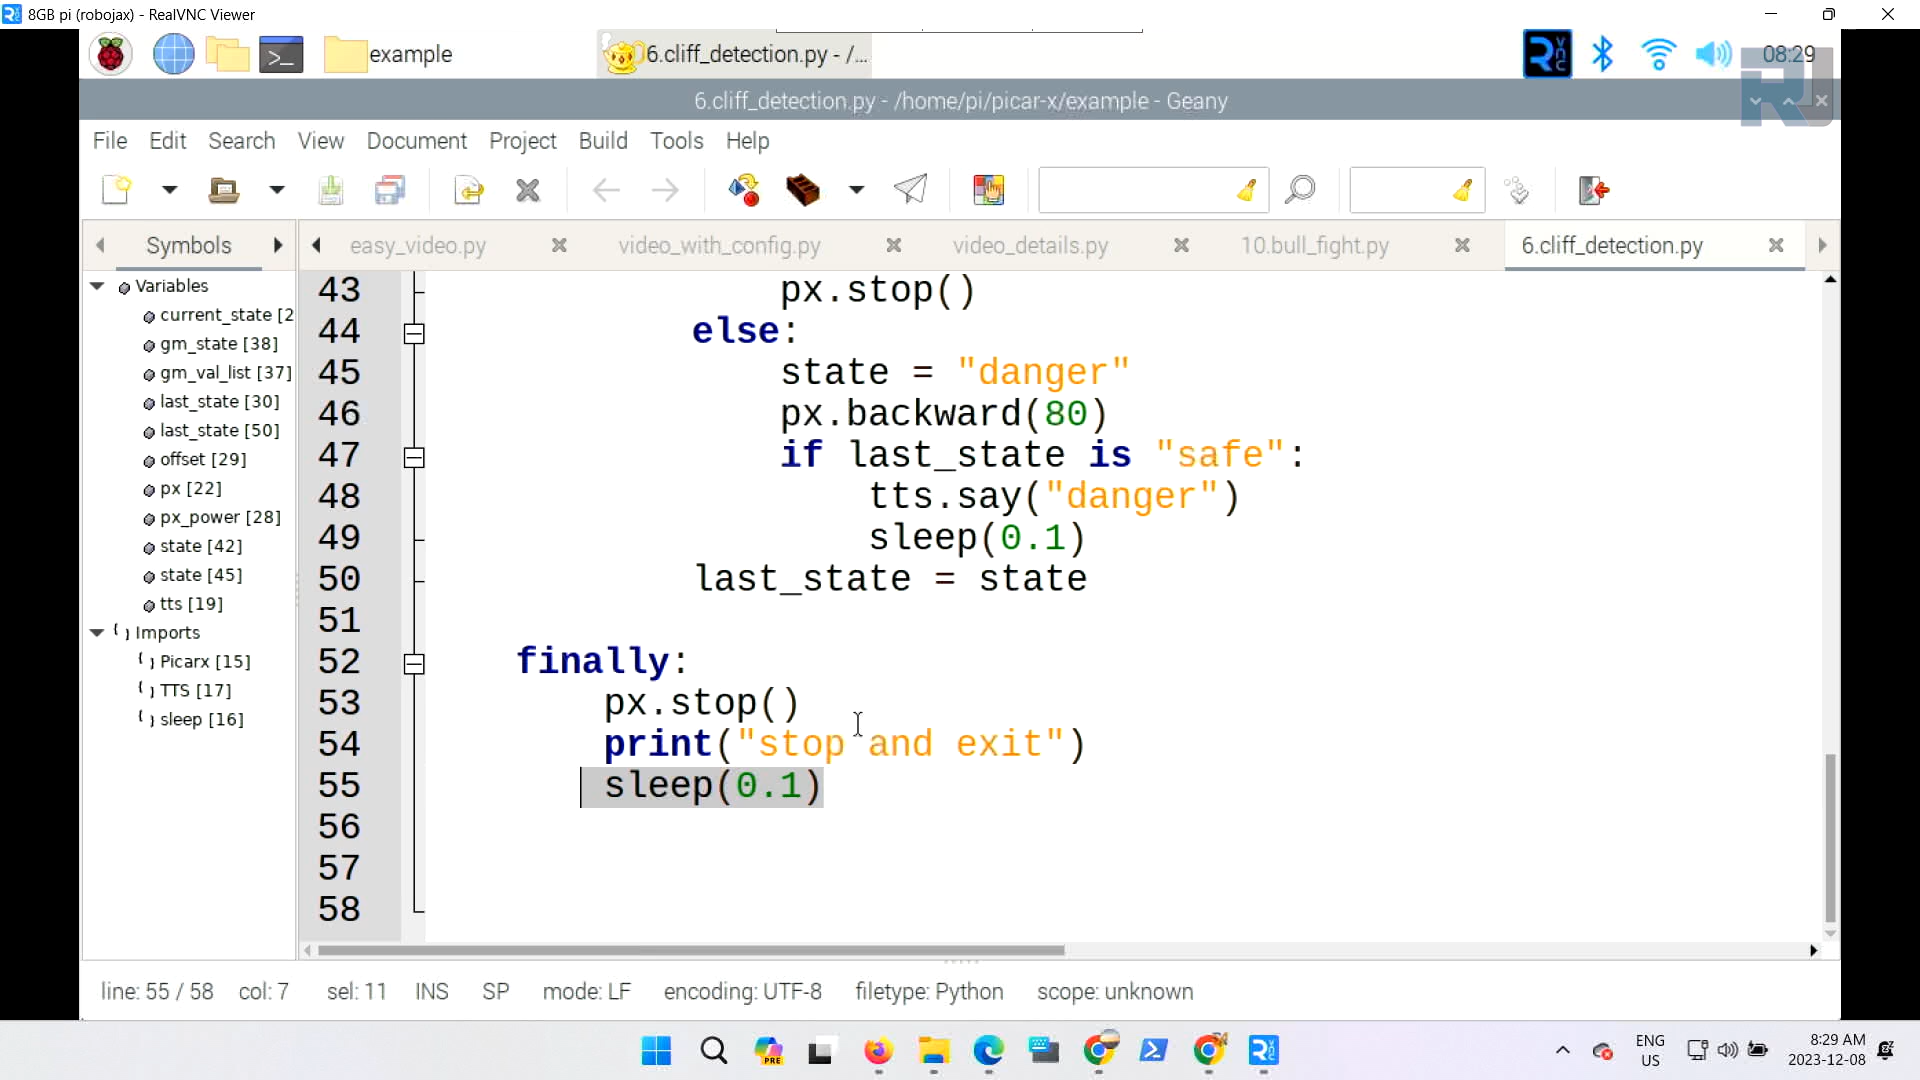 8GB pi (robojax) - RealVNC Viewer
example
6.cliff_detection.py - /...
08:29
6.cliff_detection.py - /home/pi/picar-x/example - Geany
File Edit Search View Document Project Build Tools Help
Symbols
easy_video.py
video_with_config.py
video_details.py
10.bull_fight.py
6.cliff_detection.py
Variables
current_state [2
gm_state [38]
gm_val_list [37]
last_state [30]
last_state [50]
offset [29]
px [22]
px_power [28]
state [42]
state [45]
tts [19]
Imports
Picarx [15]
TTS [17]
sleep [16]
43 px.stop()
44 else:
45 state = "danger"
46 px.backward(80)
47 if last_state is "safe":
48 tts.say("danger")
49 sleep(0.1)
50 last_state = state
51
52 finally:
53 px.stop()
54 print("stop and exit")
55 sleep(0.1)
56
57
58
line: 55 / 58 col: 7 sel: 11 INS SP mode: LF encoding: UTF-8 filetype: Python scope: unknown
PRE
ENG
US
8:29 AM
2023-12-08